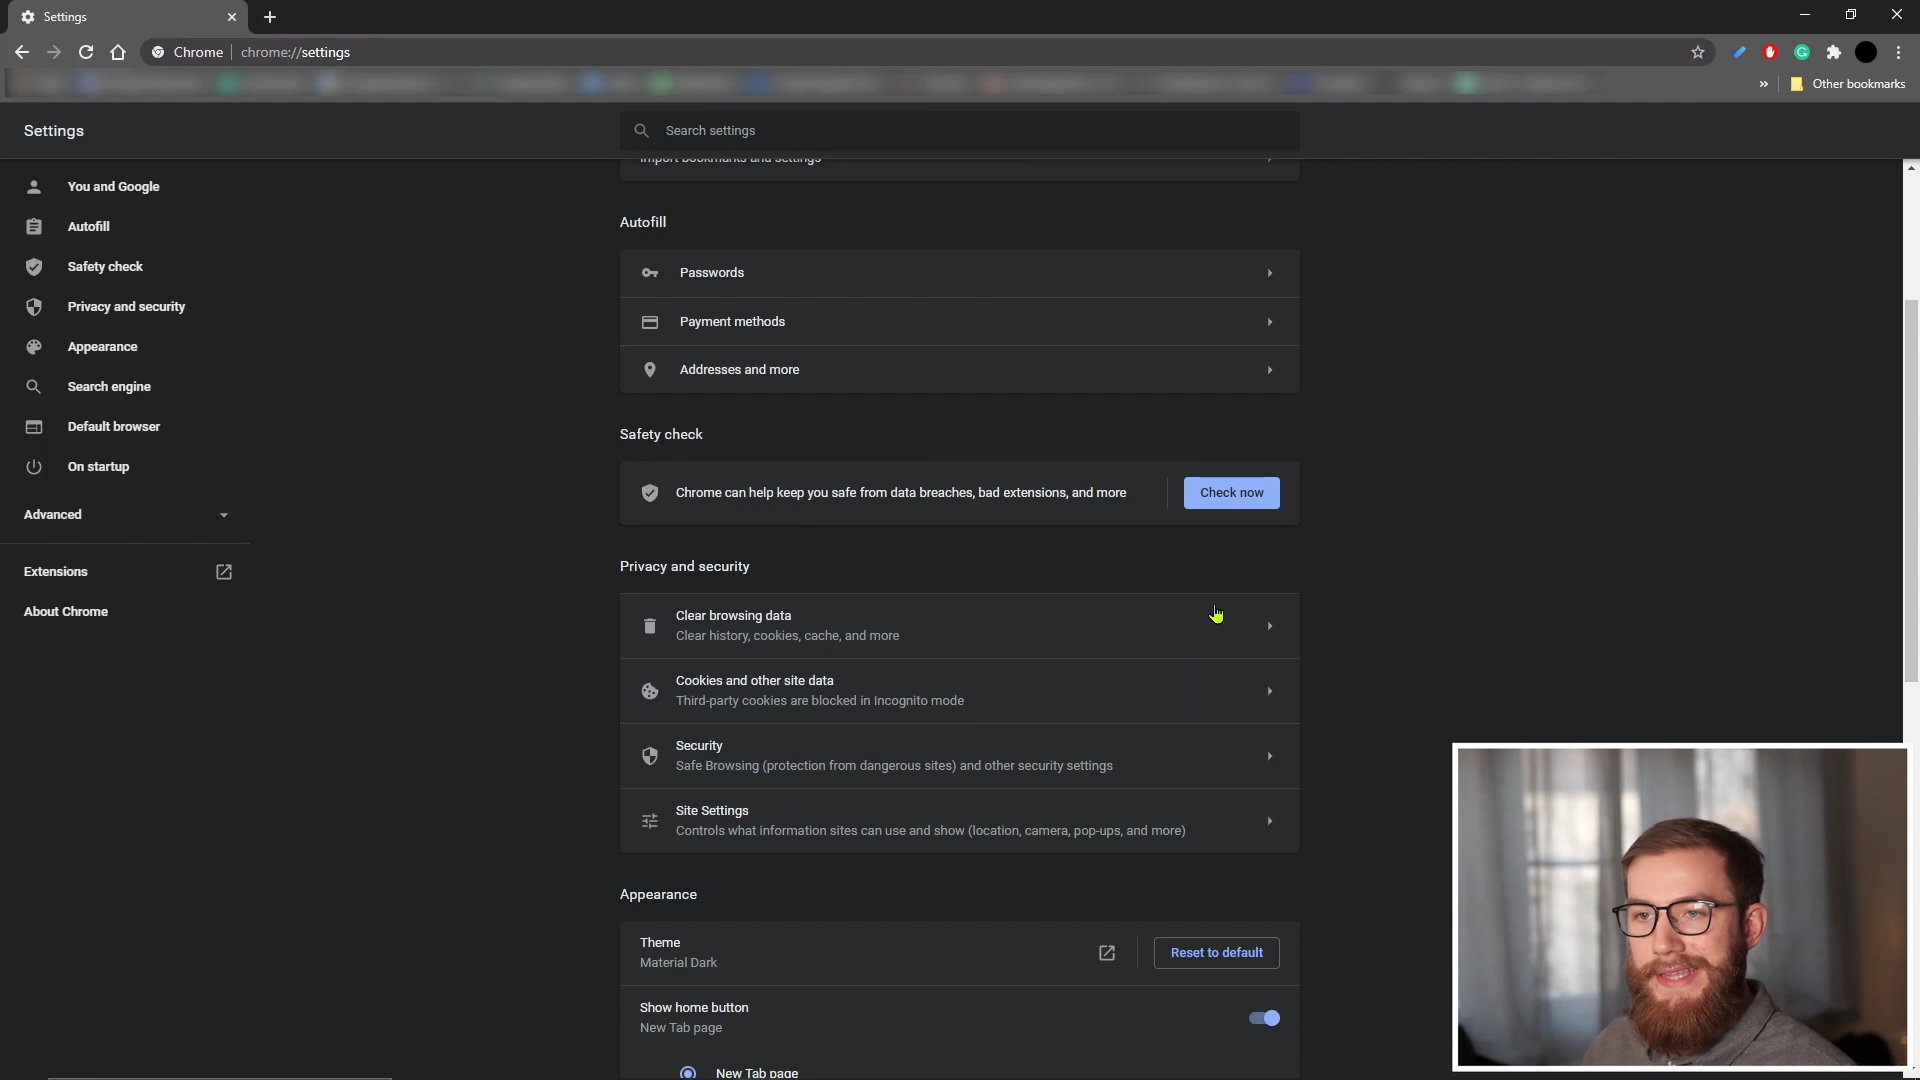 Settings
Chrome
chrome://settings
Other bookmarks
Settings
Search settings
Import bookmarks and settings
You and Google
Autofill
Safety check
Privacy and security
Appearance
Search engine
Default browser
On startup
Advanced
Extensions
About Chrome
Autofill
Passwords
Payment methods
Addresses and more
Safety check
Chrome can help keep you safe from data breaches, bad extensions, and more
Check now
Privacy and security
Clear browsing data
Clear history, cookies, cache, and more
Cookies and other site data
Third-party cookies are blocked in Incognito mode
Security
Safe Browsing (protection from dangerous sites) and other security settings
Site Settings
Controls what information sites can use and show (location, camera, pop-ups, and more)
Appearance
Theme
Material Dark
Reset to default
Show home button
New Tab page
New Tab page